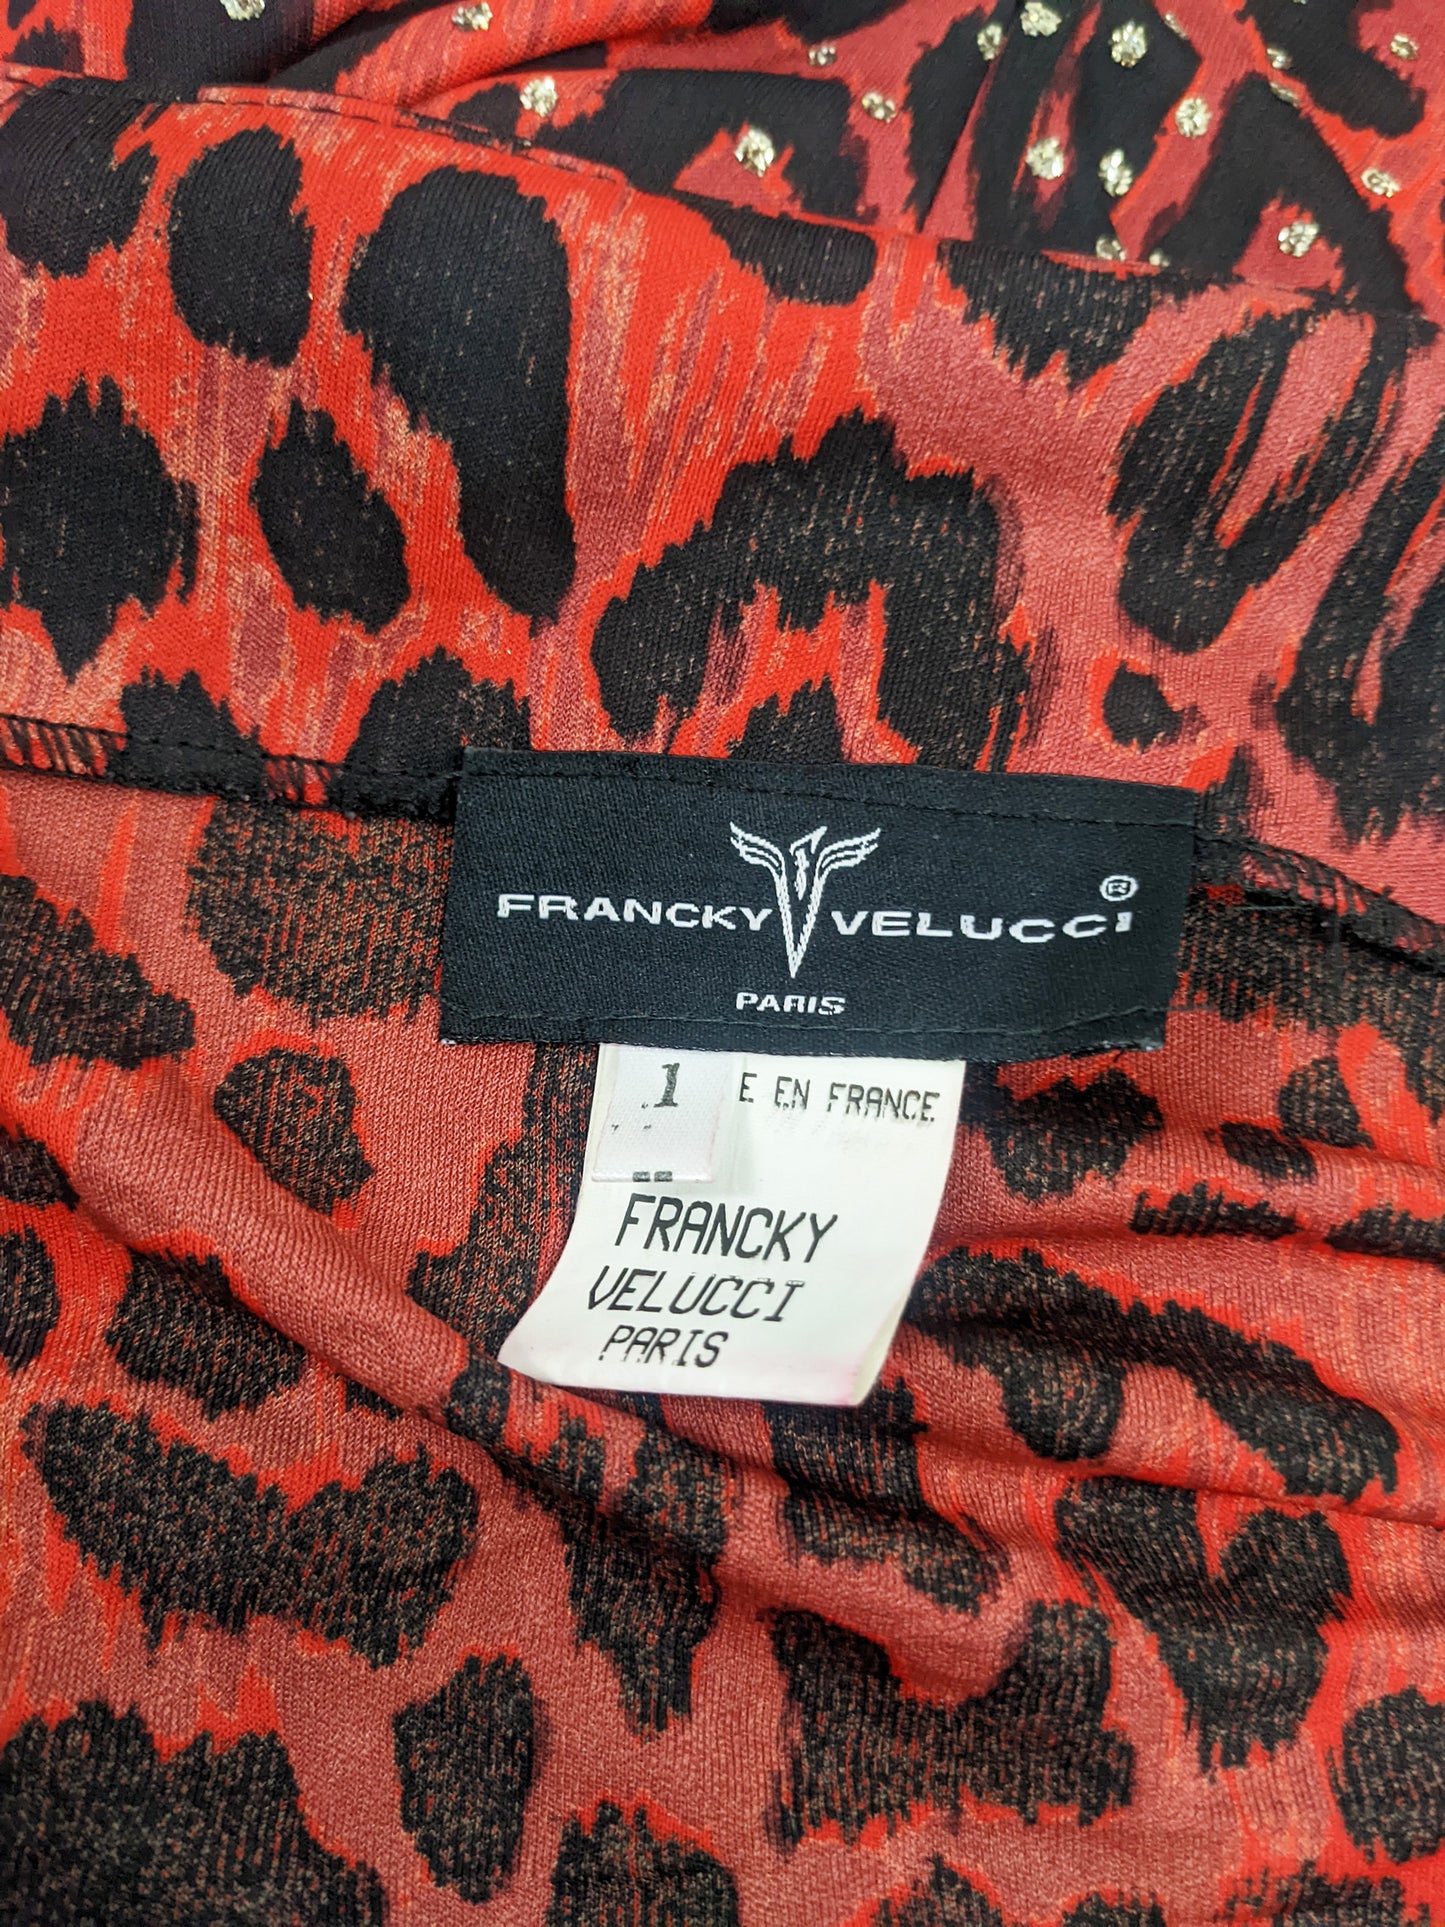 FRANCKY VELUCCI ®
PARIS
1 E EN FRANCE
FRANCKY
VELUCCI
PARIS